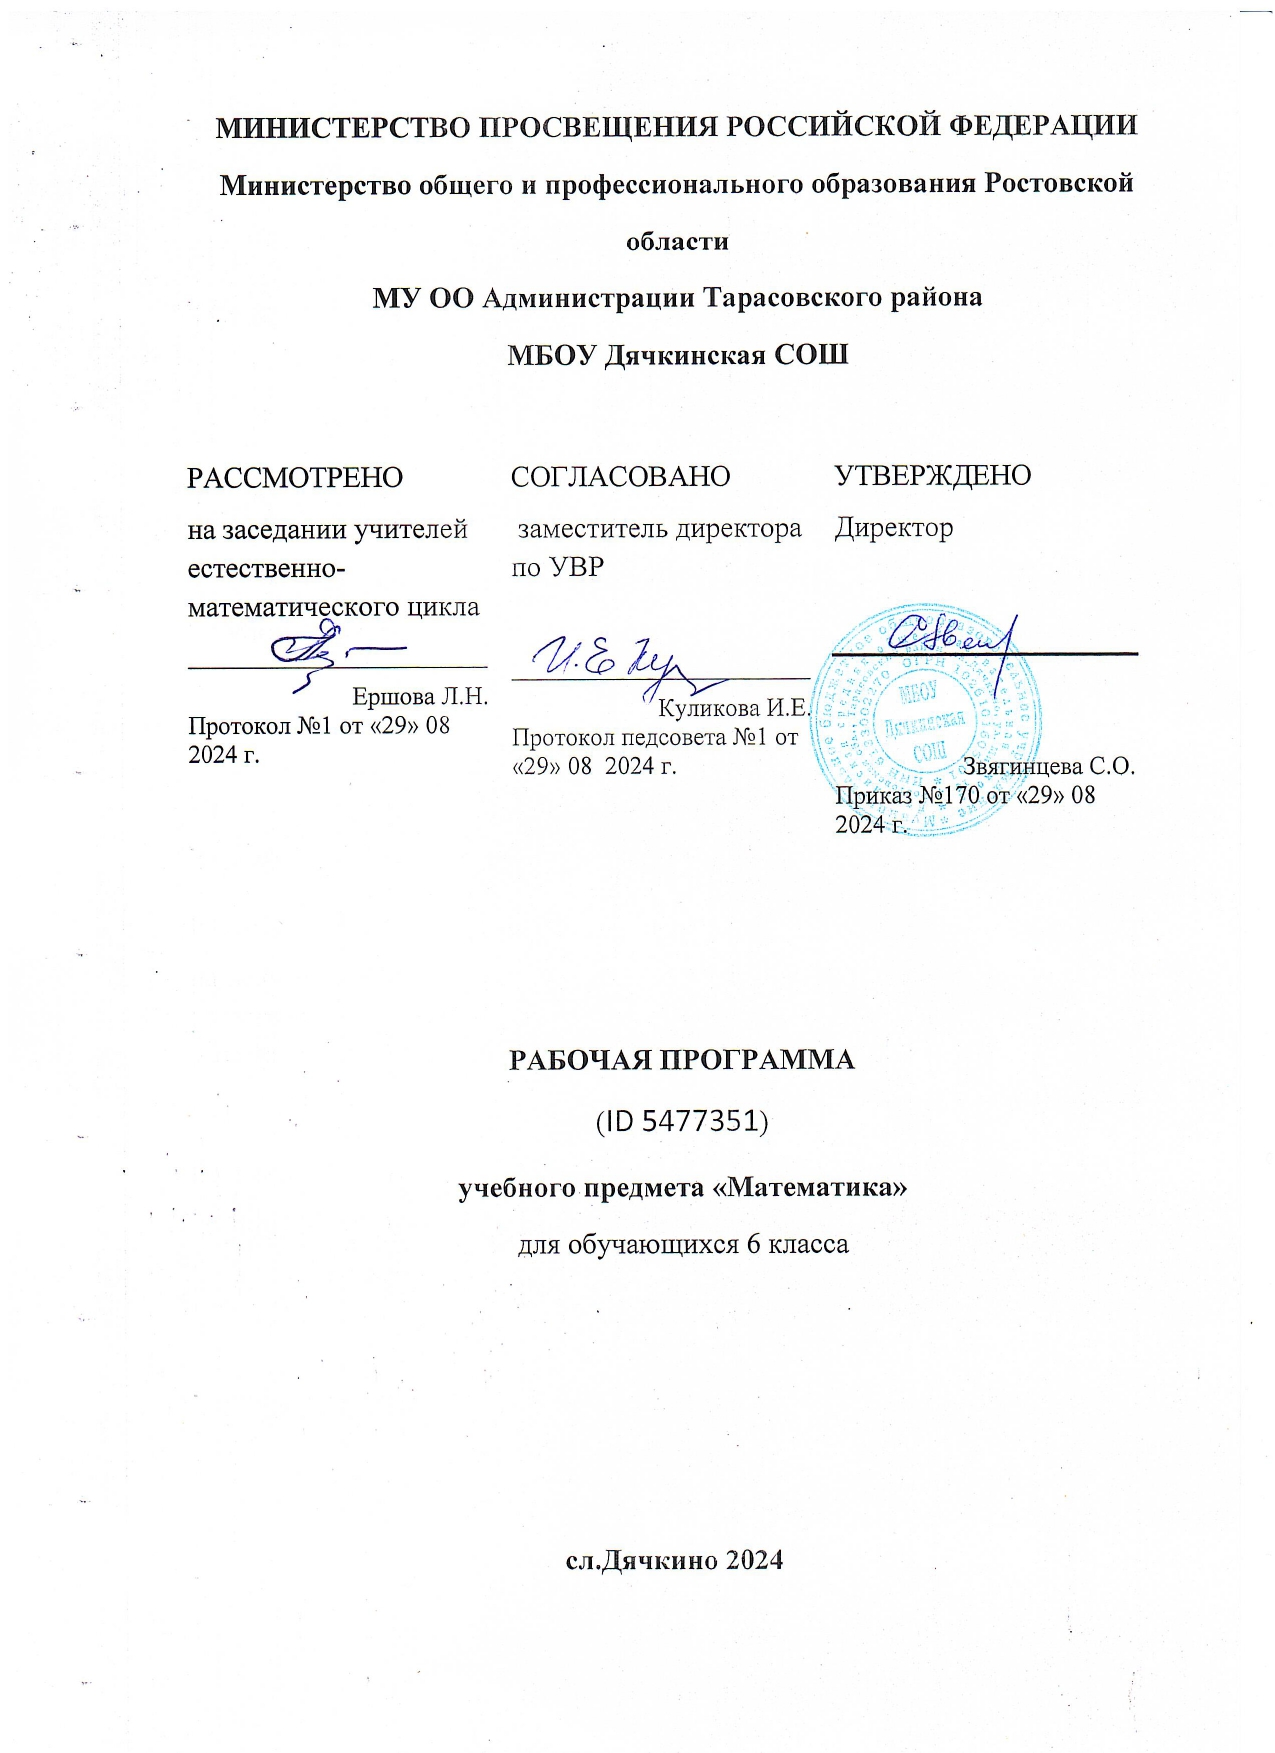 МИНИСТЕРСТВО ПРОСВЕЩЕНИЯ РОССИЙСКОЙ ФЕДЕРАЦИИ
Министерство общего и профессионального образования Ростовской
области
МУ ОО Администрации Тарасовского района
МБОУ Дячкинская СОШ
РАССМОТРЕНО
на заседании учителей
естественно-
математического цикла
Ершова Л.Н.
Протокол №1 от «29» 08
2024 г.
СОГЛАСОВАНО
заместитель директора
по УВР
Куликова И.Е.
Протокол педсовета №1 от
«29» 08 2024 г.
УТВЕРЖДЕНО
Директор
МБОУ
Дячкинская
СОШ
Звягинцева С.О.
Приказ №170 от «29» 08
2024 г.
РАБОЧАЯ ПРОГРАММА
(ID 5477351)
учебного предмета «Математика»
для обучающихся 6 класса
сл.Дячкино 2024